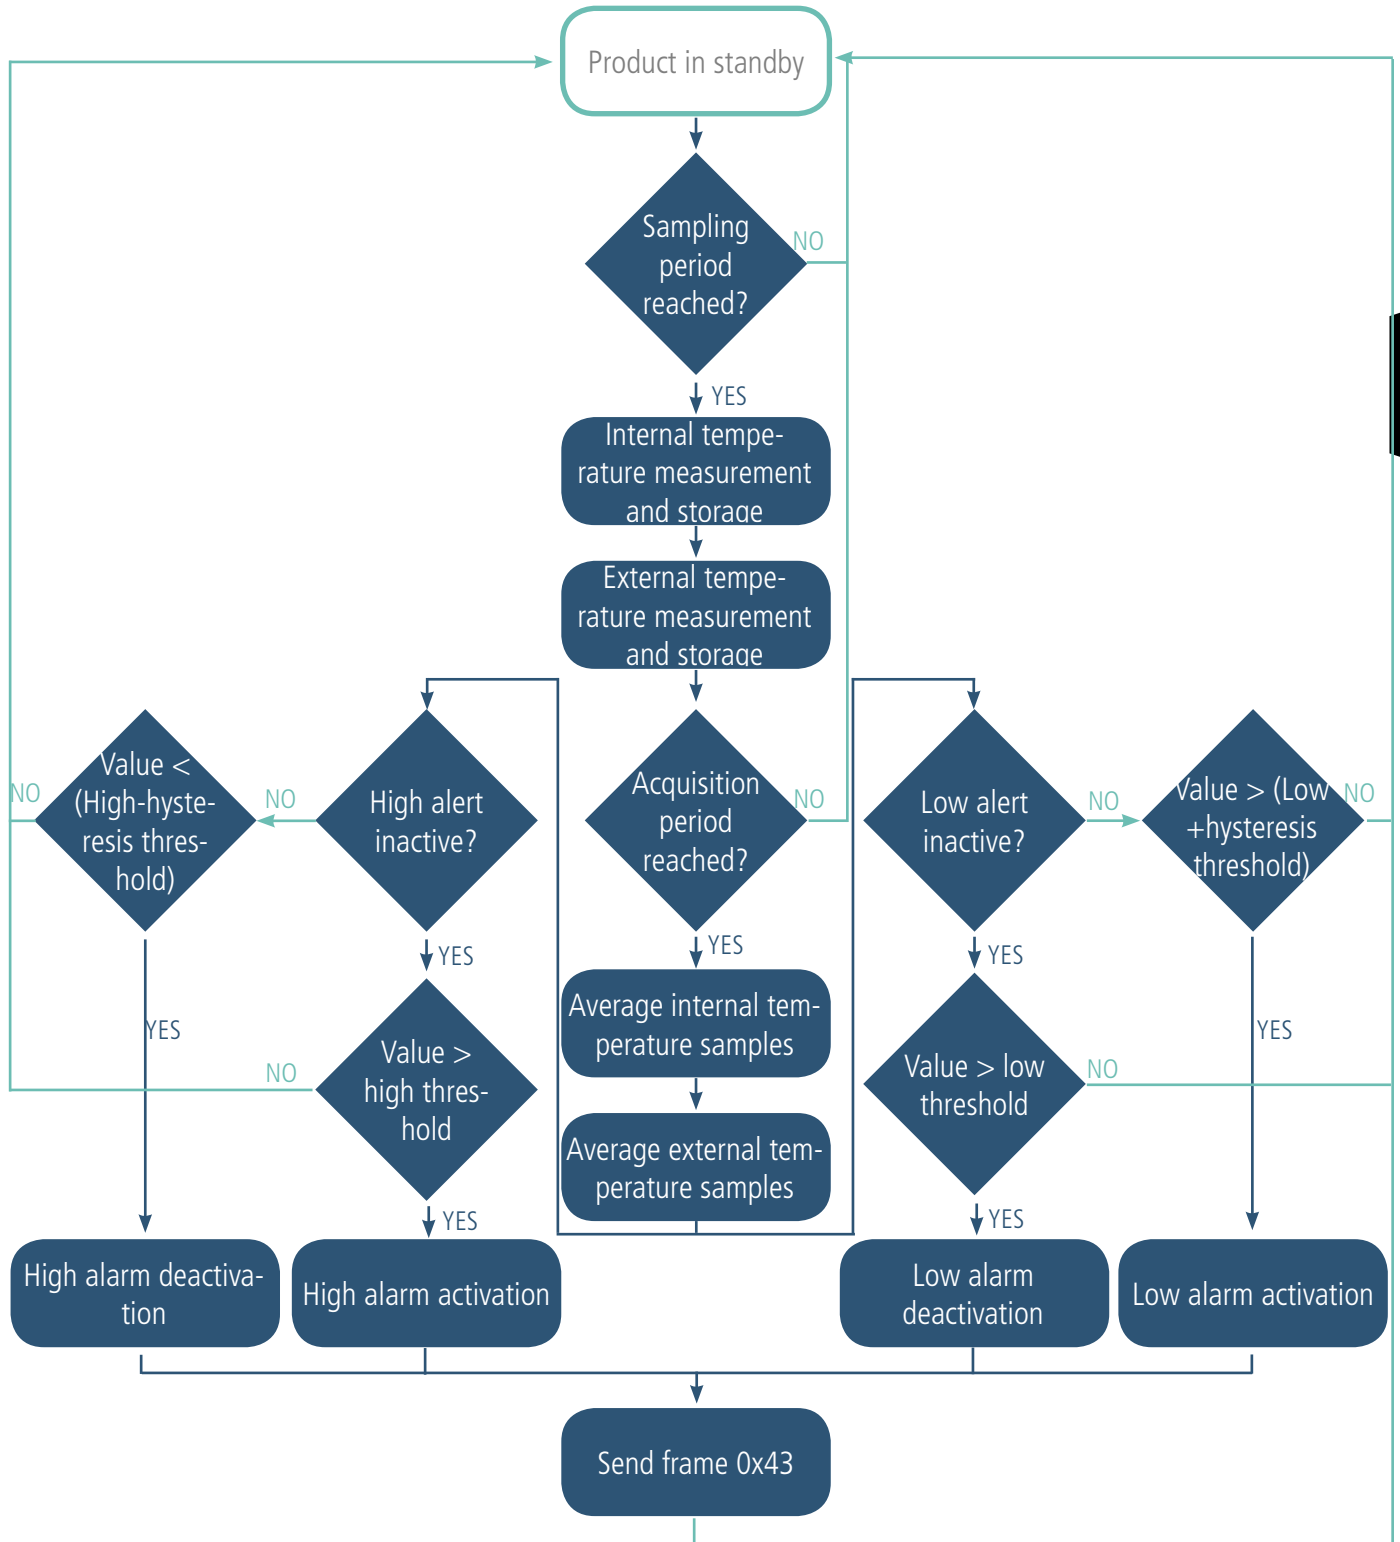 Product in standby
Sampling
period
reached?
NO
YES
Internal tempe-
rature measurement
and storage
External tempe-
rature measurement
and storage
Value <
(High-hyste-
resis thres-
hold)
NO
YES
NO
High alert
inactive?
YES
Acquisition
period
reached?
NO
YES
Low alert
inactive?
NO
YES
Value > (Low
+hysteresis
threshold)
NO
YES
Average internal tem-
perature samples
Average external tem-
perature samples
Value >
high thres-
hold
NO
YES
Value > low
threshold
NO
YES
High alarm deactiva-
tion
High alarm activation
Low alarm
deactivation
Low alarm activation
Send frame 0x43